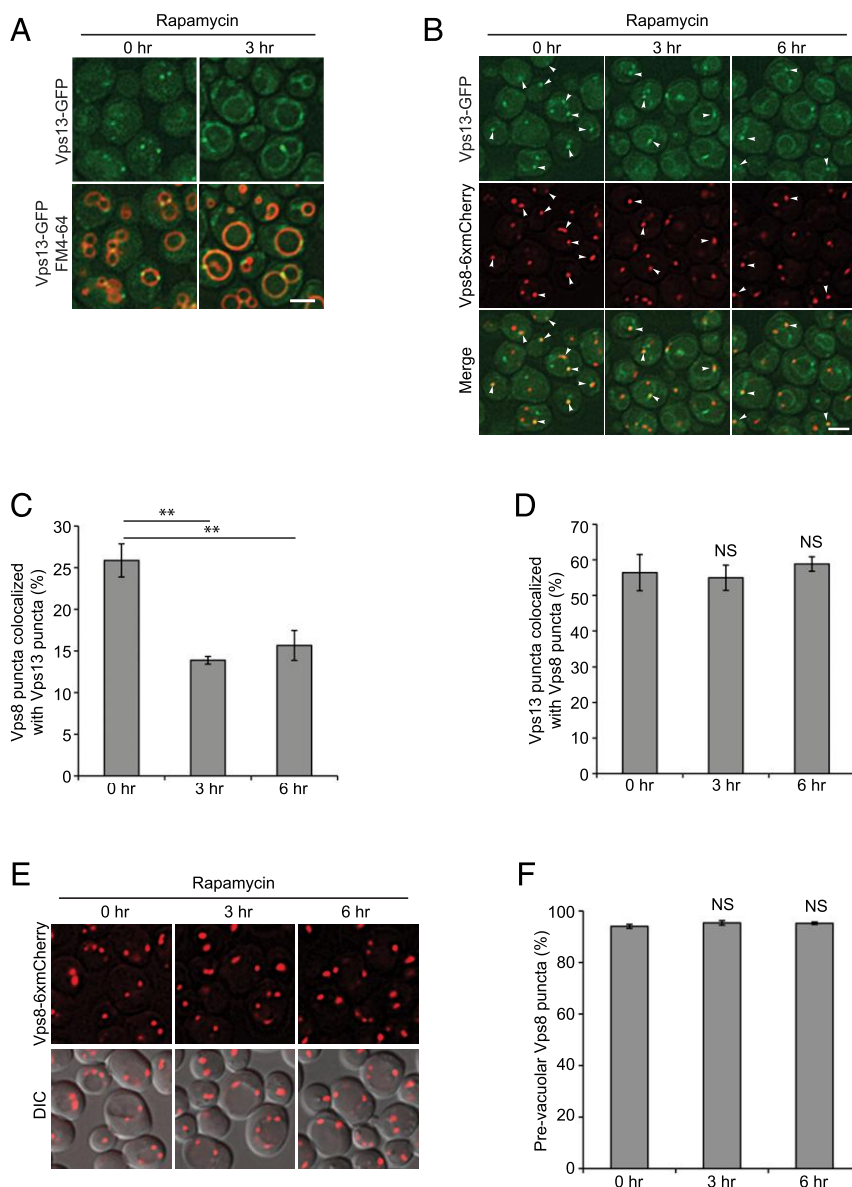 A
Rapamycin
0 hr 3 hr
Vps13-GFP
Vps13-GFP
FM4-64
B
Rapamycin
0 hr 3 hr 6 hr
Vps13-GFP
Vps8-6xmCherry
Merge
C
** 
**
Vps8 puncta colocalized
with Vps13 puncta (%)
30
25
20
15
10
5
0
0 hr 3 hr 6 hr
D
Vps13 puncta colocalized
with Vps8 puncta (%)
70
60
50
40
30
20
10
0
NS NS
0 hr 3 hr 6 hr
E
Rapamycin
0 hr 3 hr 6 hr
Vps8-6xmCherry
DIC
F
Pre-vacuolar Vps8 puncta (%)
100
80
60
40
20
0
NS NS
0 hr 3 hr 6 hr